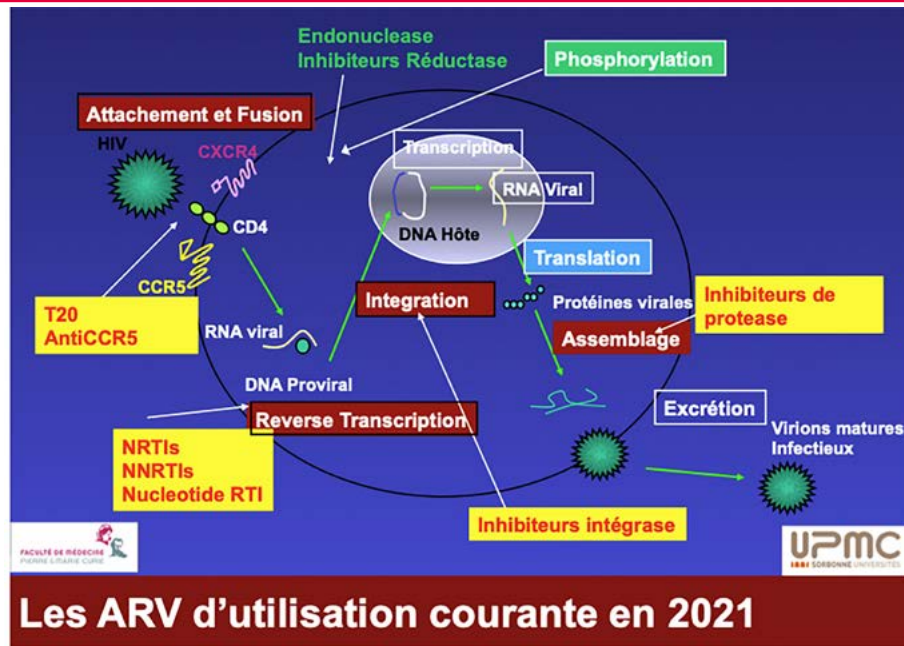 Endonuclease
Inhibiteurs Réductase
Phosphorylation
Attachement et Fusion
HIV
CXCR4
Transcription
RNA Viral
CD4
DNA Hôte
Translation
CCR5
Integration
Protéines virales
Inhibiteurs de
protease
T20
AntiCCR5
RNA viral
Assemblage
DNA Proviral
Excrétion
Reverse Transcription
Virions matures
Infectieux
NRTIs
NNRTIs
Nucleotide RTI
Inhibiteurs intégrase
FACULTÉ DE MÉDECINE
PIERRE & MARIE CURIE
UPMC
SORBONNE UNIVERSITÉS
Les ARV d'utilisation courante en 2021